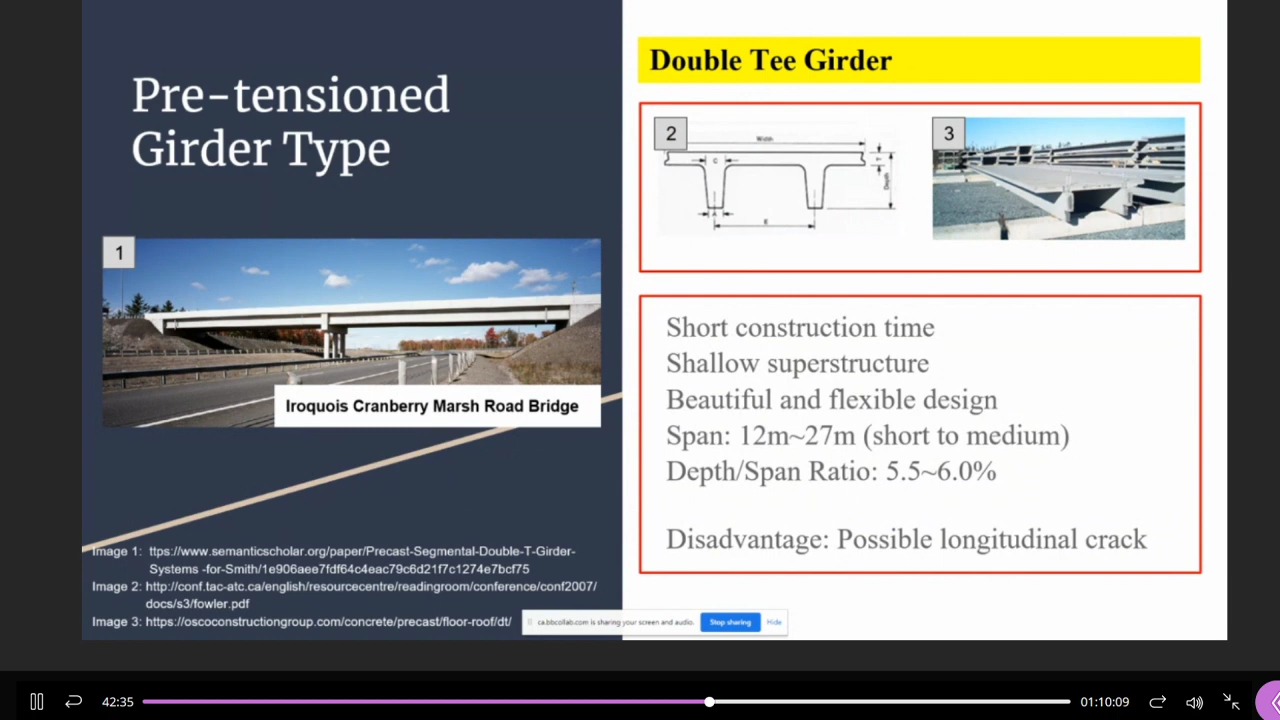 Pre-tensioned
Girder Type
1
Iroquois Cranberry Marsh Road Bridge
Image 1: ttps://www.semanticscholar.org/paper/Precast-Segmental-Double-T-Girder-
Systems -for-Smith/1e906aee7fdf64c4eac79c6d21f7c1274e7bcf75
Image 2: http://conf.tac-atc.ca/english/resourcecentre/readingroom/conference/conf2007/
docs/s3/fowler.pdf
Image 3: https://oscoconstructiongroup.com/concrete/precast/floor-roof/dt/
Double Tee Girder
2
Width
C
T
Depth
A
E
3
Short construction time
Shallow superstructure
Beautiful and flexible design
Span: 12m~27m (short to medium)
Depth/Span Ratio: 5.5~6.0%
Disadvantage: Possible longitudinal crack
ca.bbcollab.com is sharing your screen and audio.
Stop sharing
Hide
42:35
01:10:09